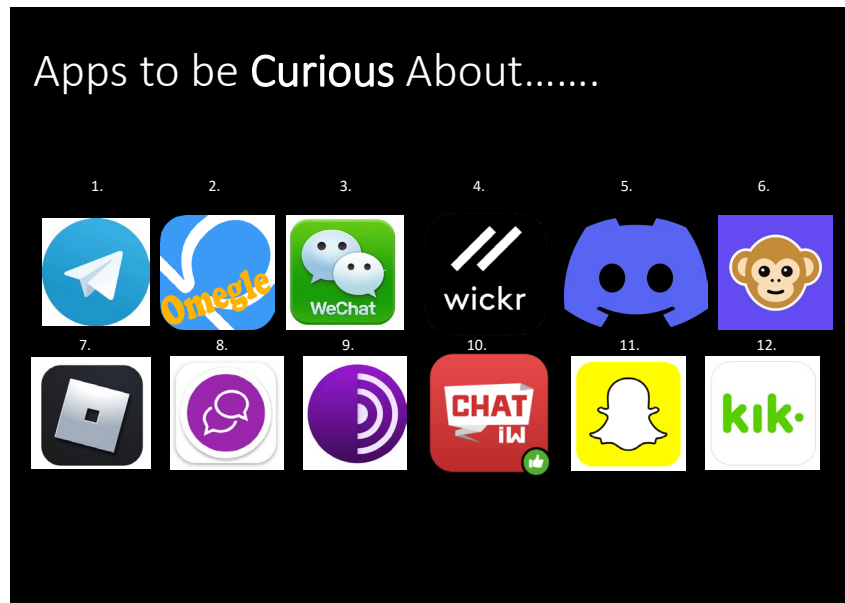 Apps to be Curious About…….
1. 2. 3. 4. 5. 6.
Omegle
WeChat
wickr
7. 8. 9. 10. 11. 12.
CHAT
iW
kik.